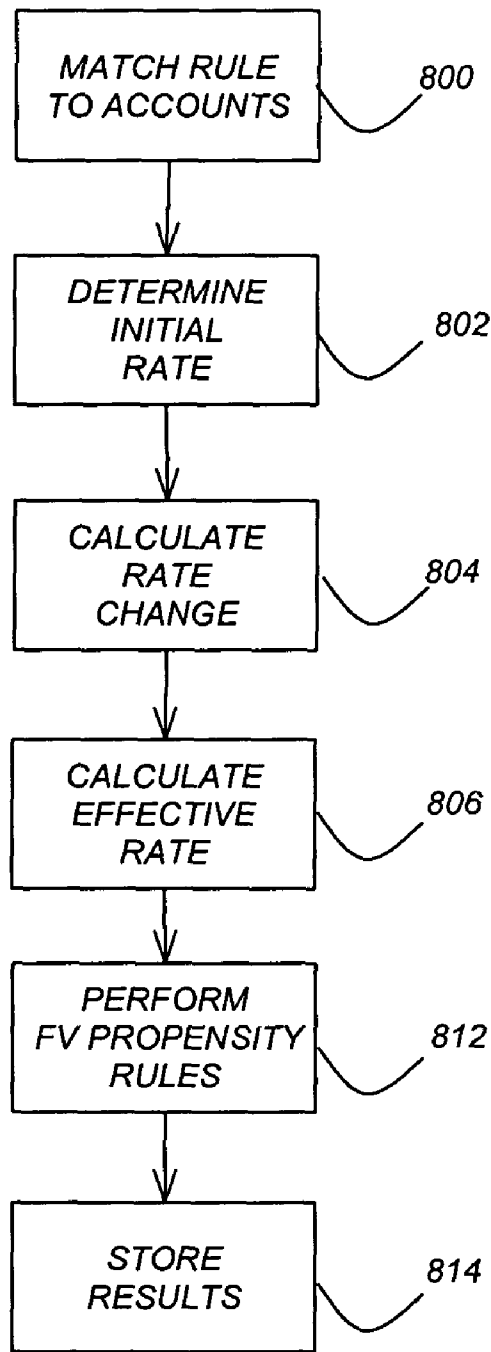 MATCH RULE
TO ACCOUNTS
800
DETERMINE
INITIAL
RATE
802
CALCULATE
RATE
CHANGE
804
CALCULATE
EFFECTIVE
RATE
806
PERFORM
FV PROPENSITY
RULES
812
STORE
RESULTS
814